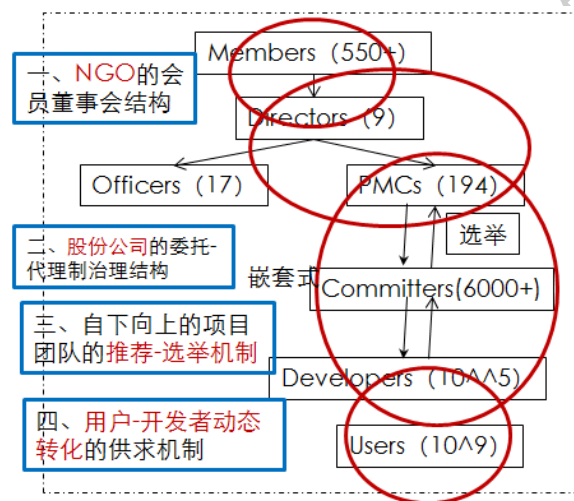 Members（550+）
一、NGO的会
员董事会结构
Directors（9）
Officers（17）
PMCs（194）
选举
二、股份公司的委托-
代理制治理结构
嵌套式
Committers(6000+)
三、自下向上的项目
团队的推荐-选举机制
Developers（10^^5）
四、用户-开发者动态
转化的供求机制
Users（10^9）